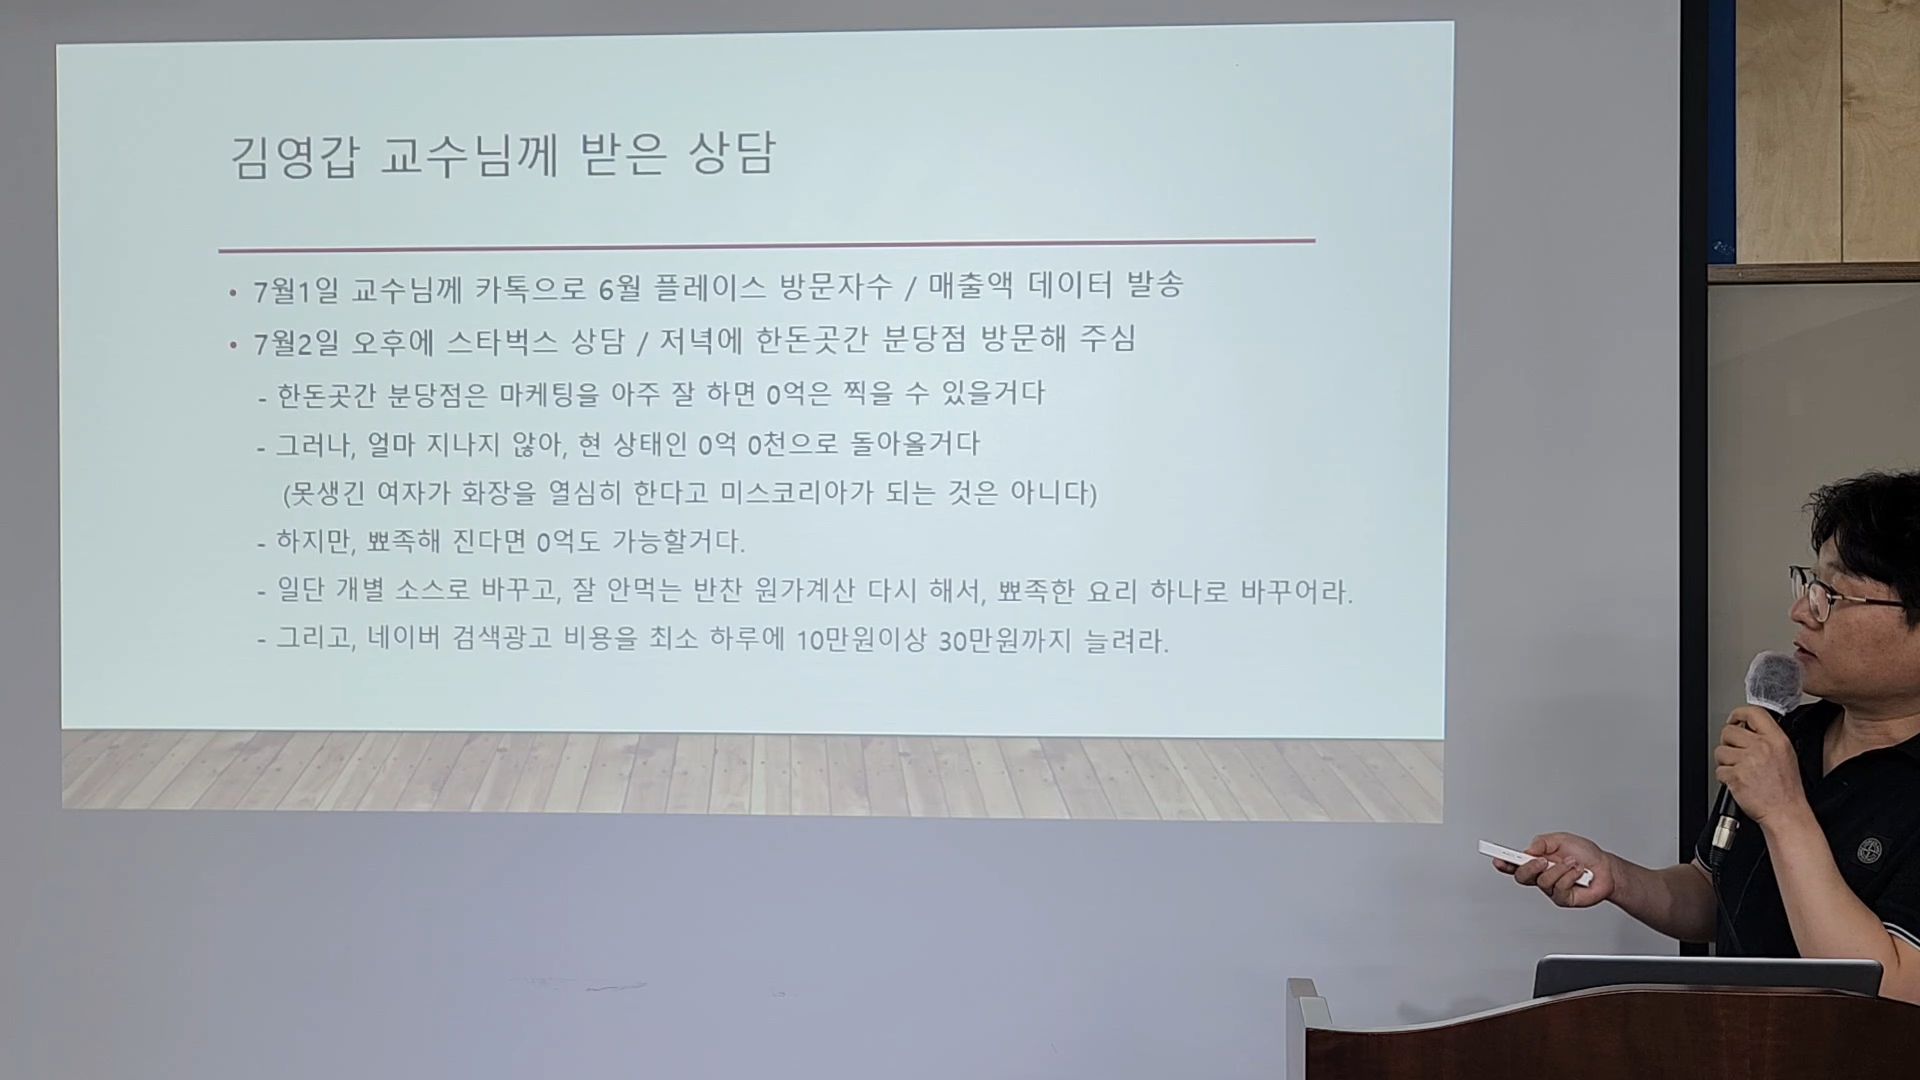 김영갑 교수님께 받은 상담
• 7월1일 교수님께 카톡으로 6월 플레이스 방문자수 / 매출액 데이터 발송
• 7월2일 오후에 스타벅스 상담 / 저녁에 한돈곳간 분당점 방문해 주심
- 한돈곳간 분당점은 마케팅을 아주 잘 하면 0억은 찍을 수 있을거다
- 그러나, 얼마 지나지 않아, 현 상태인 0억 0천으로 돌아올거다
(못생긴 여자가 화장을 열심히 한다고 미스코리아가 되는 것은 아니다)
- 하지만, 뾰족해 진다면 0억도 가능할거다.
- 일단 개별 소스로 바꾸고, 잘 안먹는 반찬 원가계산 다시 해서, 뾰족한 요리 하나로 바꾸어라.
- 그리고, 네이버 검색광고 비용을 최소 하루에 10만원이상 30만원까지 늘려라.